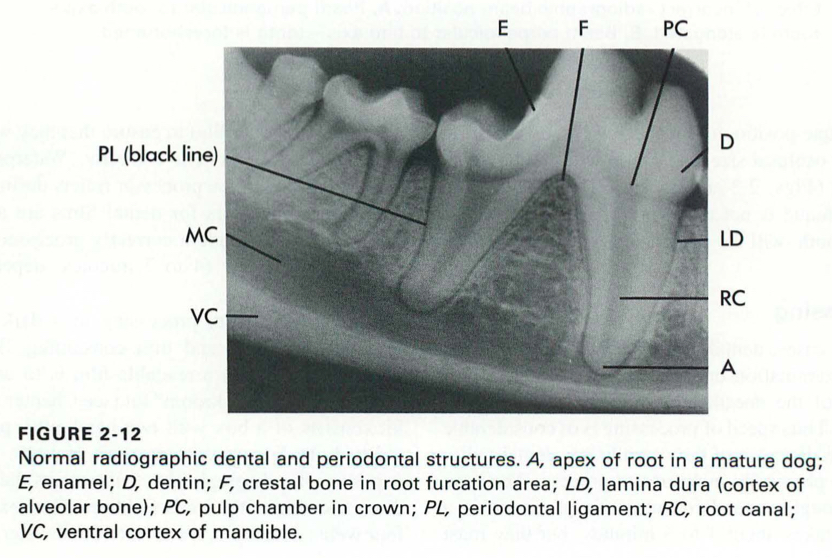 E F PC
D
PL (black line)
MC
LD
VC
RC
A
FIGURE 2-12
Normal radiographic dental and periodontal structures. A, apex of root in a mature dog;
E, enamel; D, dentin; F, crestal bone in root furcation area; LD, lamina dura (cortex of
alveolar bone); PC, pulp chamber in crown; PL, periodontal ligament; RC, root canal;
VC, ventral cortex of mandible.